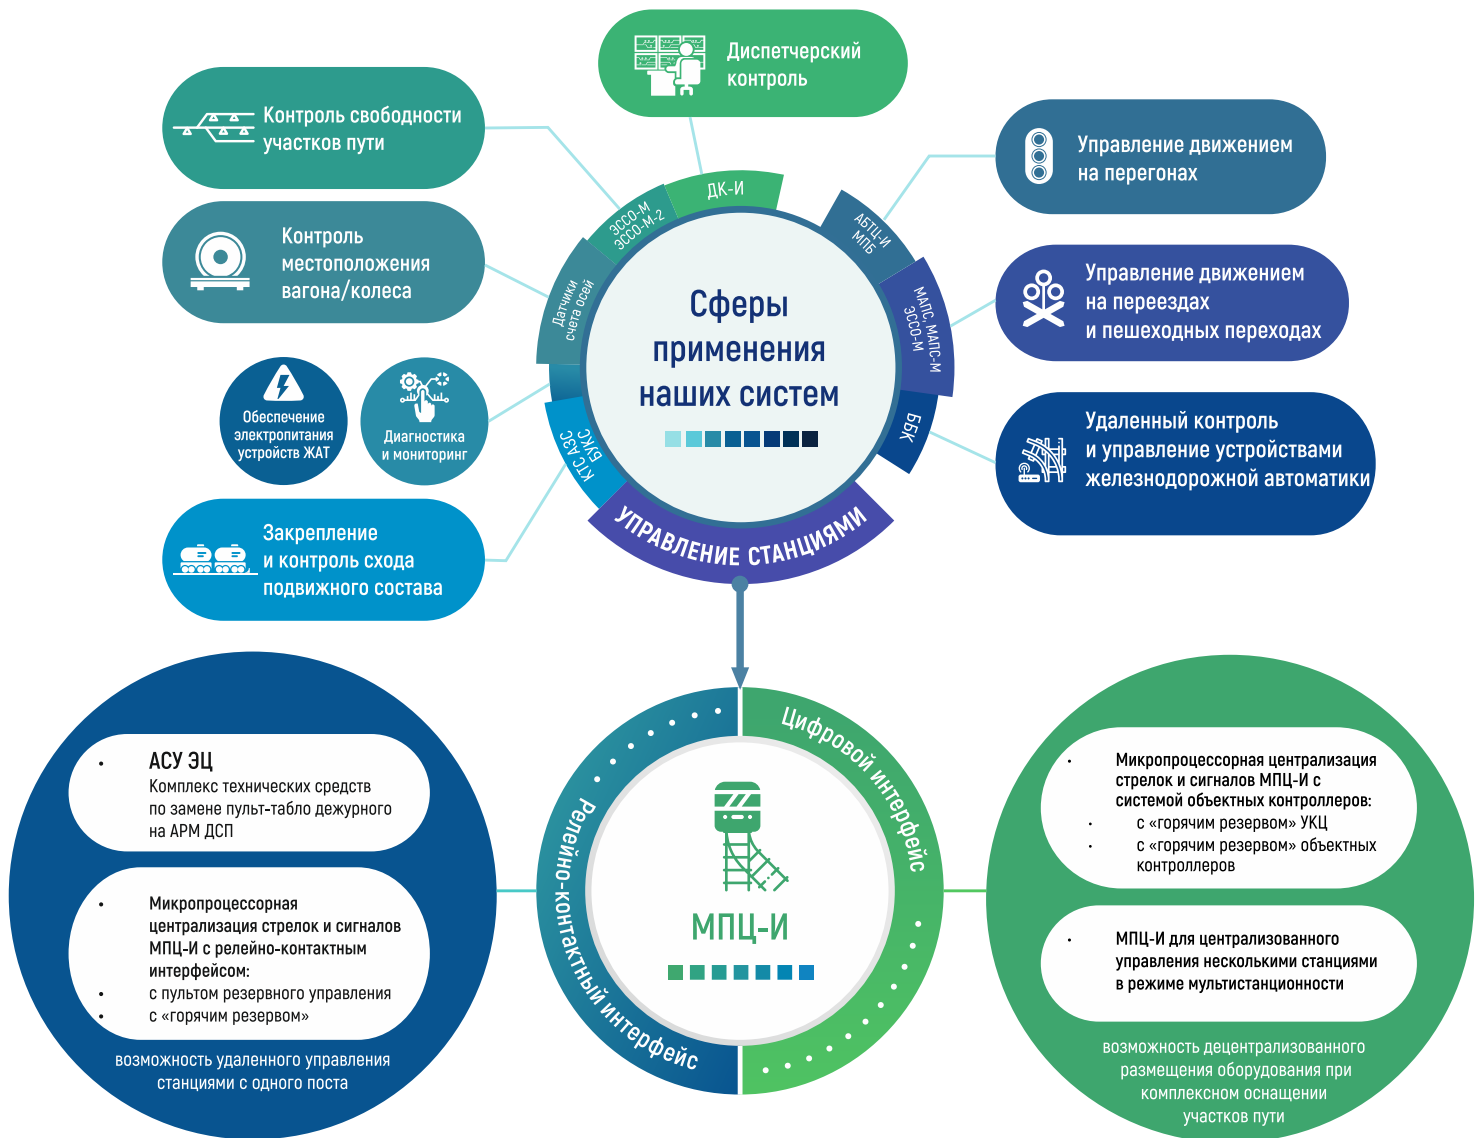 Диспетчерский
контроль
Контроль свободности
участков пути
Контроль
местоположения
вагона/колеса
Обеспечение
электропитания
устройств ЖАТ
Диагностика
и мониторинг
Закрепление
и контроль схода
подвижного состава
Управление движением
на перегонах
Управление движением
на переездах
и пешеходных переходах
Удаленный контроль
и управление устройствами
железнодорожной автоматики
ДК-И
ЭССО-М
ЭССО-М-2
Датчики
счета осей
КТС АЗС
БУКС
АБТЦ-И
МПБ
МАПС, МАПС-М
ЭССО-М
ББК
Сферы
применения
наших систем
УПРАВЛЕНИЕ СТАНЦИЯМИ
• АСУ ЭЦ
Комплекс технических средств
по замене пульт-табло дежурного
на АРМ ДСП
• Микропроцессорная
централизация стрелок и сигналов
МПЦ-И с релейно-контактным
интерфейсом:
• с пультом резервного управления
• с «горячим резервом»
возможность удаленного управления
станциями с одного поста
Релейно-контактный интерфейс
Цифровой интерфейс
МПЦ-И
• Микропроцессорная централизация
стрелок и сигналов МПЦ-И с
системой объектных контроллеров:
• с «горячим резервом» УКЦ
• с «горячим резервом» объектных
контроллеров
• МПЦ-И для централизованного
управления несколькими станциями
в режиме мультистанционности
возможность децентрализованного
размещения оборудования при
комплексном оснащении
участков пути